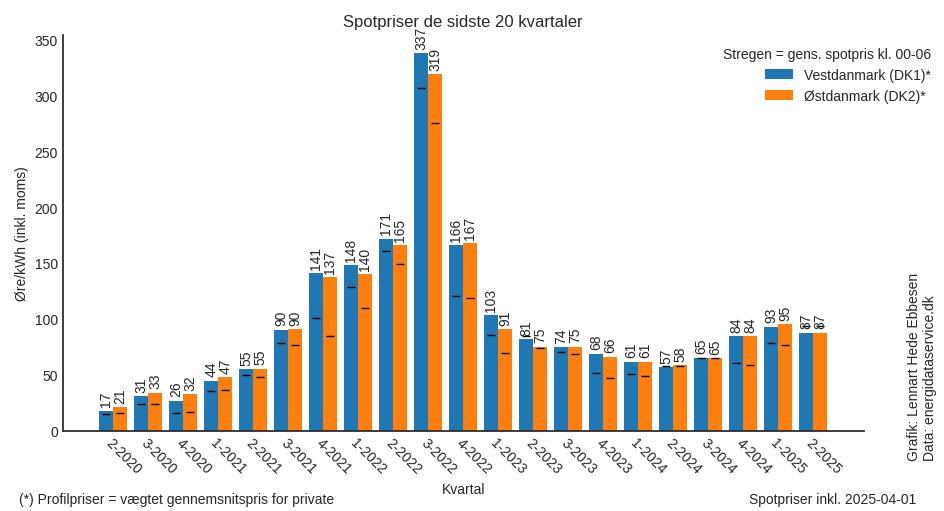 Spotpriser de sidste 20 kvartaler
Stregen = gens. spotpris kl. 00-06
Vestdanmark (DK1)*
Østdanmark (DK2)*
Øre/kWh (inkl. moms)
350
300
250
200
150
100
50
0
17 21 31 33 26 32 44 47 55 55 90 90 141 137 148 140 171 165 337 319 166 167 103 91 81 75 74 75 68 66 61 61 57 58 65 65 84 84 93 95 87 87
2-2020 3-2020 4-2020 1-2021 2-2021 3-2021 4-2021 1-2022 2-2022 3-2022 4-2022 1-2023 2-2023 3-2023 4-2023 1-2024 2-2024 3-2024 4-2024 1-2025 2-2025
Kvartal
Grafik: Lennart Hede Ebbesen
Data: energidataservice.dk
(*) Profilpriser = vægtet gennemsnitspris for private
Spotpriser inkl. 2025-04-01